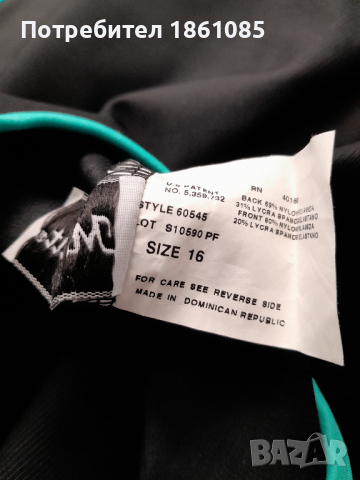 Потребител 1861085
U.S. PATENT
NO. 5,359,732
RN
BACK 69% NYLON
31% LYCRA SPANDEX/ELASTANO
FRONT 80% NYLON
20% LYCRA SPANDEX/ELASTANO
STYLE 60545
LOT S10590 PF
SIZE 16
FOR CARE SEE REVERSE SIDE
MADE IN DOMINICAN REPUBLIC
BAZAR